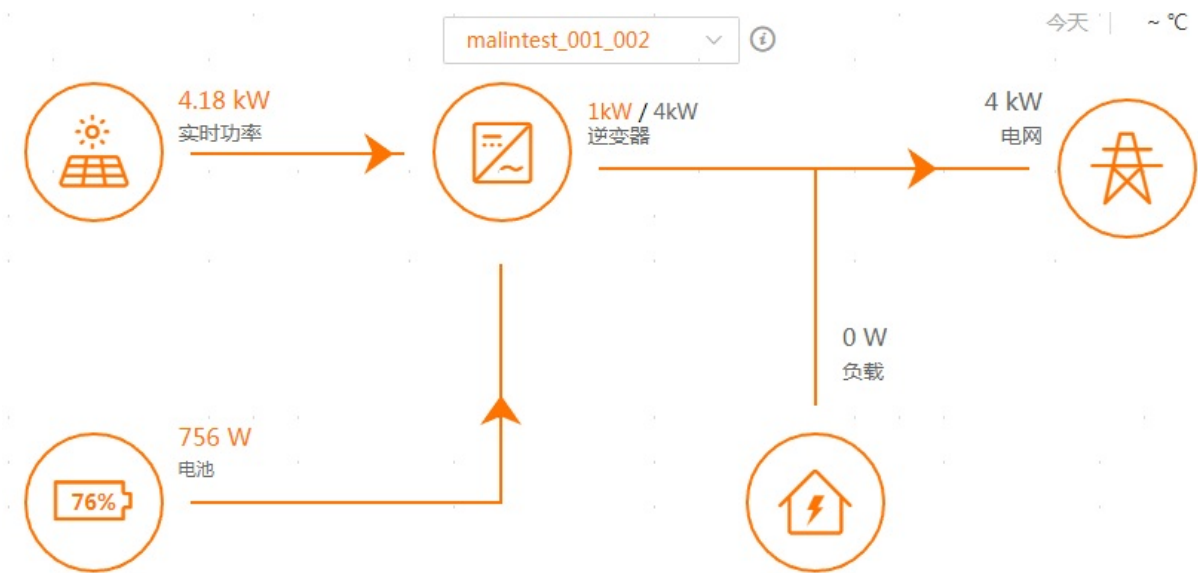 今天
~ ℃
malintest_001_002
4.18 kW
实时功率
1kW / 4kW
逆变器
4 kW
电网
0 W
负载
756 W
电池
76%